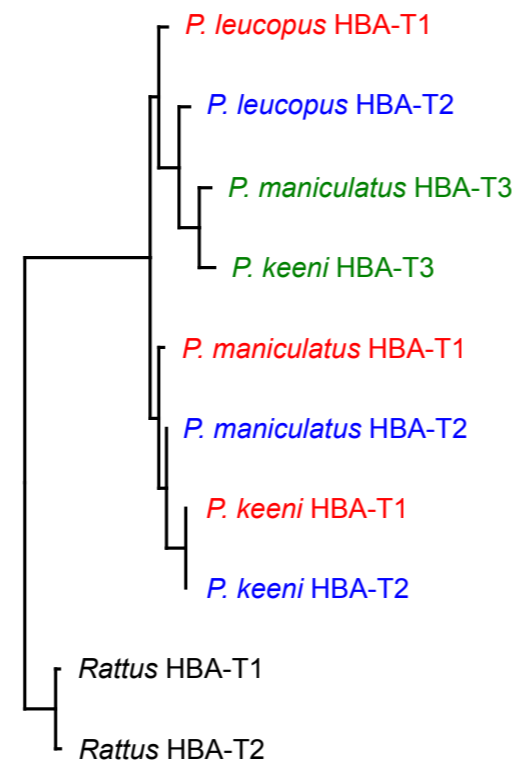 P. leucopus HBA-T1
P. leucopus HBA-T2
P. maniculatus HBA-T3
P. keeni HBA-T3
P. maniculatus HBA-T1
P. maniculatus HBA-T2
P. keeni HBA-T1
P. keeni HBA-T2
Rattus HBA-T1
Rattus HBA-T2